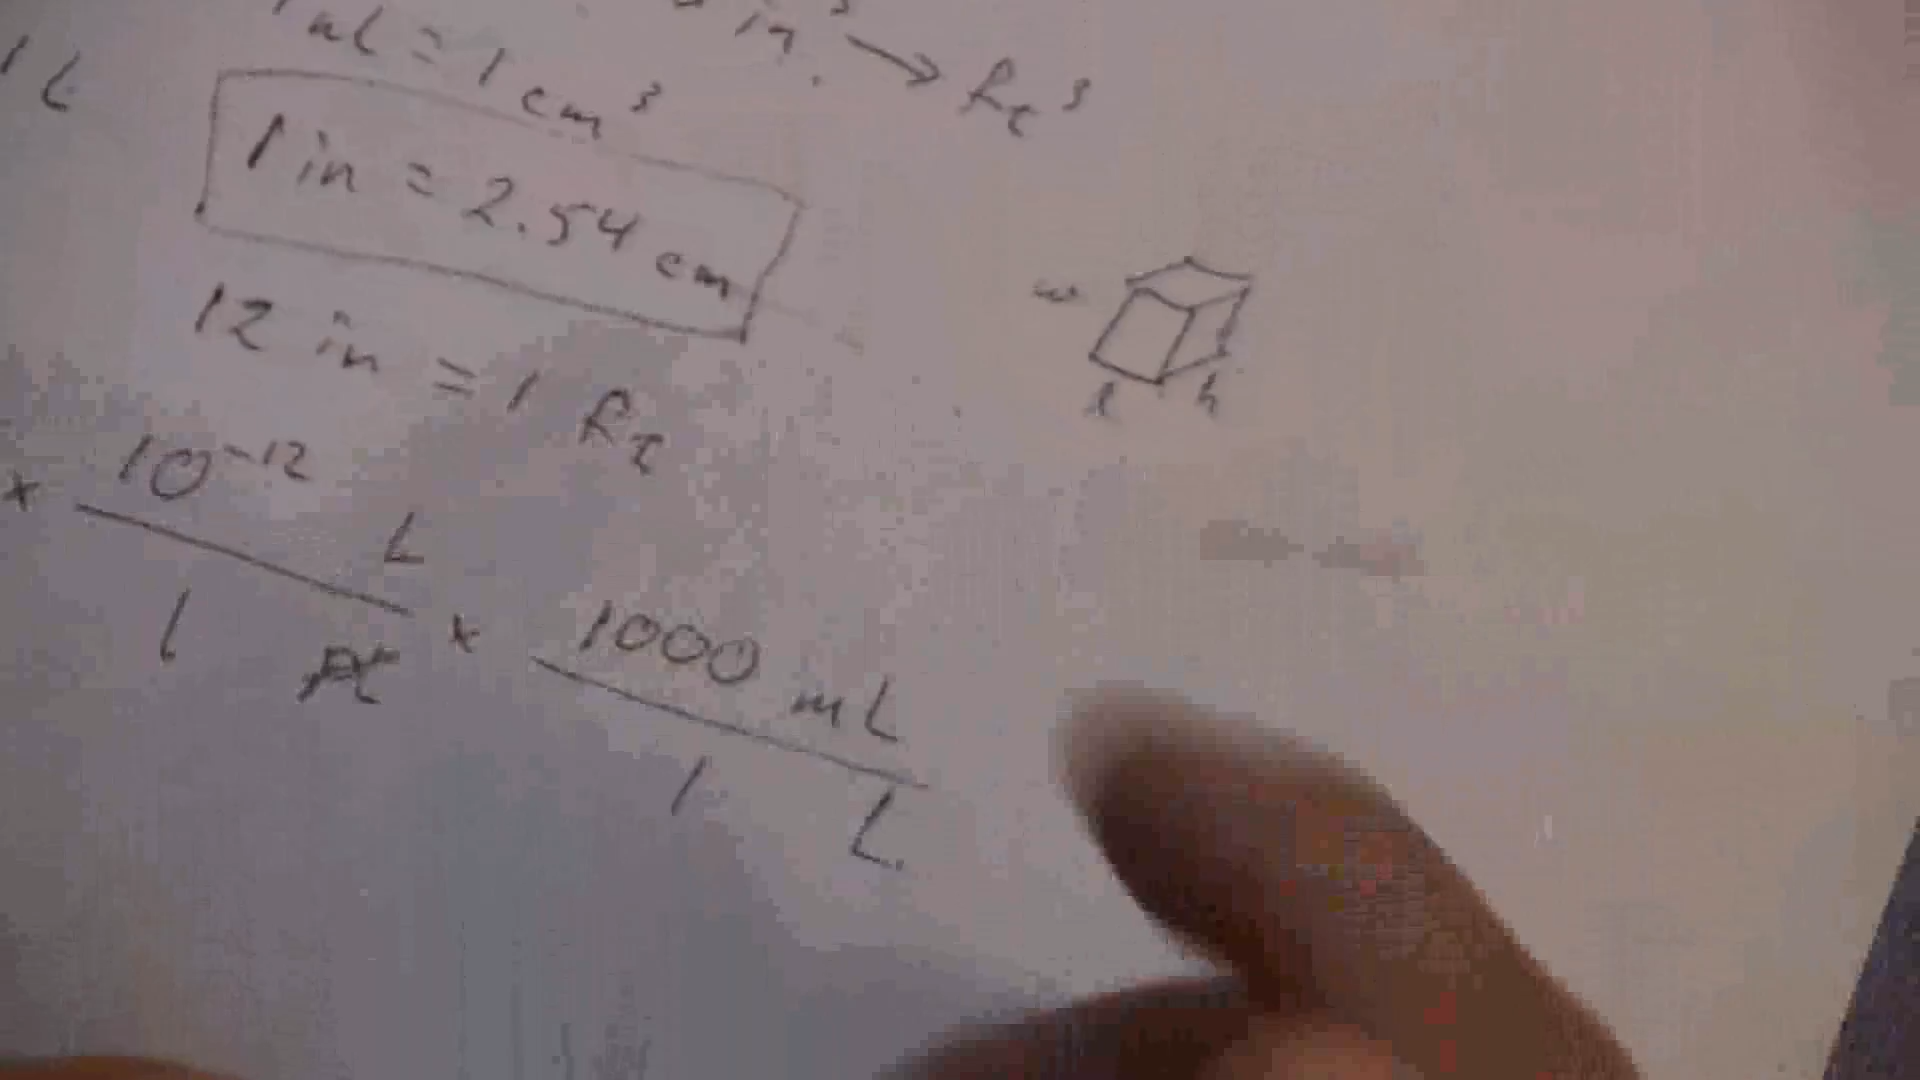 in. → ft³
1 L
mL = 1 cm³
1 in = 2.54 cm
12 in = 1 ft
w
l h
× 10⁻¹² L × 1000 mL
1 1 L